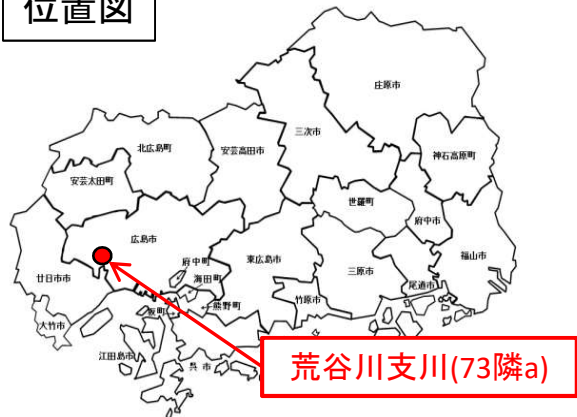 位置図
庄原市
三次市
北広島町
安芸高田市
神石高原町
安芸太田町
世羅町
府中市
広島市
府中町
東広島市
三原市
福山市
海田町
廿日市市
尾道市
竹原市
熊野町
坂町
大竹市
江田島市
呉市
荒谷川支川(73隣a)